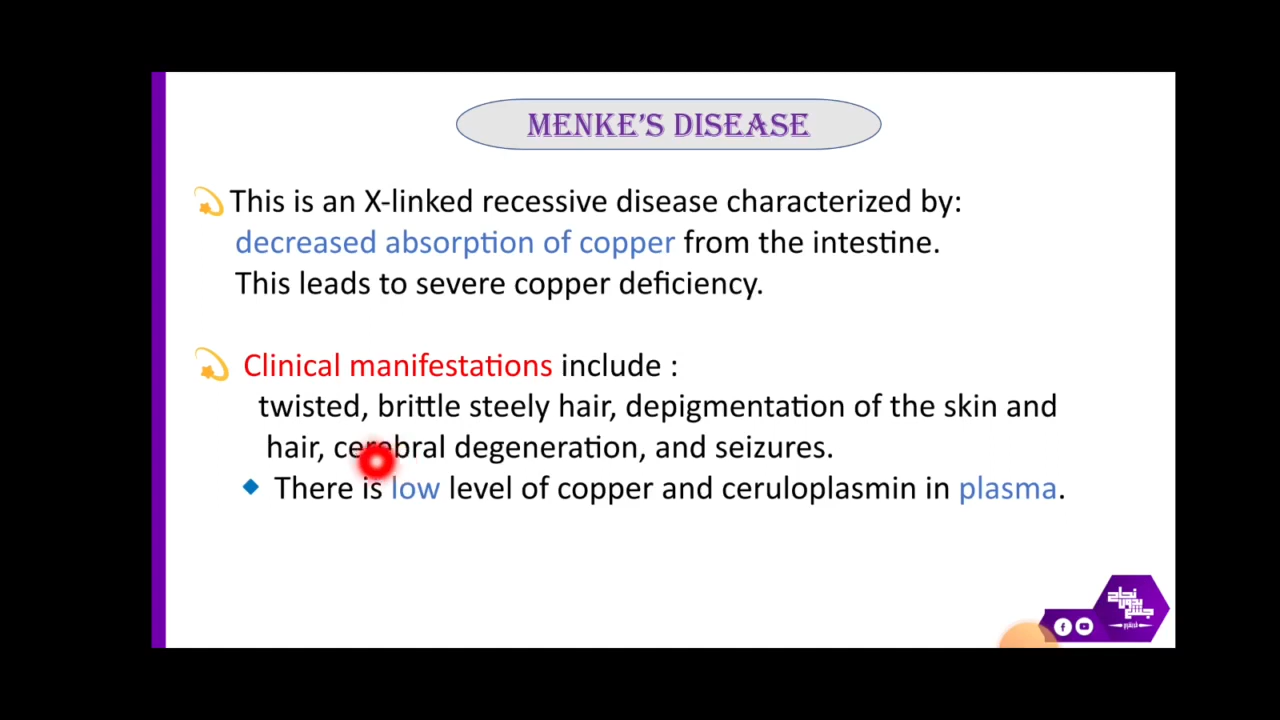 MENKE'S DISEASE
This is an X-linked recessive disease characterized by:
decreased absorption of copper from the intestine.
This leads to severe copper deficiency.
Clinical manifestations include :
twisted, brittle steely hair, depigmentation of the skin and
hair, cerebral degeneration, and seizures.
There is low level of copper and ceruloplasmin in plasma.